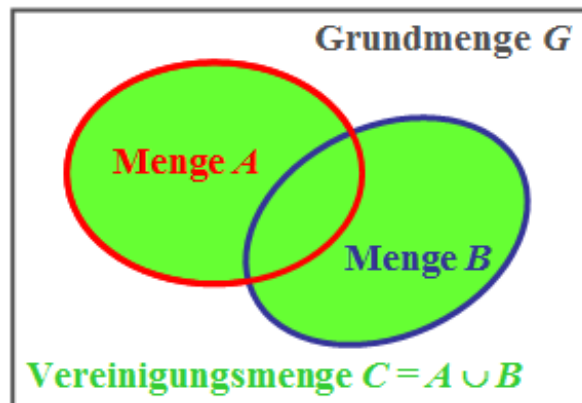 Grundmenge G
Menge A
Menge B
Vereinigungsmenge C = A ∪ B